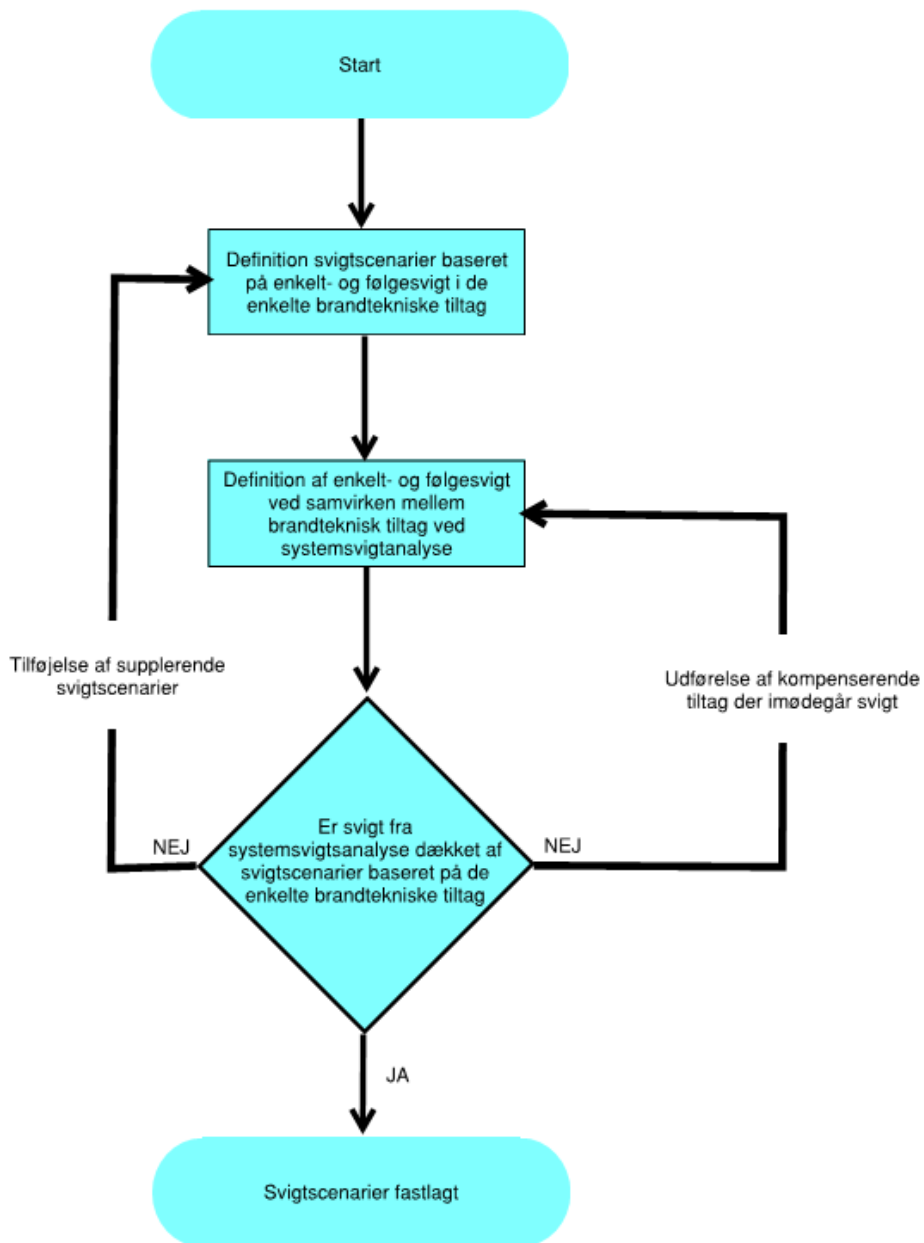 Start
Definition svigtscenarier baseret
på enkelt- og følgesvigt i de
enkelte brandtekniske tiltag
Definition af enkelt- og følgesvigt
ved samvirken mellem
brandteknisk tiltag ved
systemsvigtanalyse
Tilføjelse af supplerende
svigtscenarier
Udførelse af kompenserende
tiltag der imødegår svigt
NEJ
Er svigt fra
systemsvigtsanalyse dækket af
svigtscenarier baseret på de
enkelte brandtekniske tiltag
NEJ
JA
Svigtscenarier fastlagt